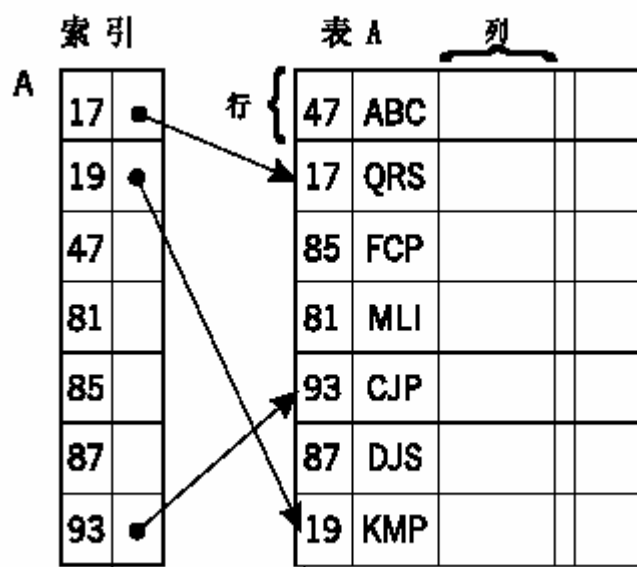 索引 表 A 列
A 17 行 47 ABC
19 17 QRS
47 85 FCP
81 81 MLI
85 93 CJP
87 87 DJS
93 19 KMP